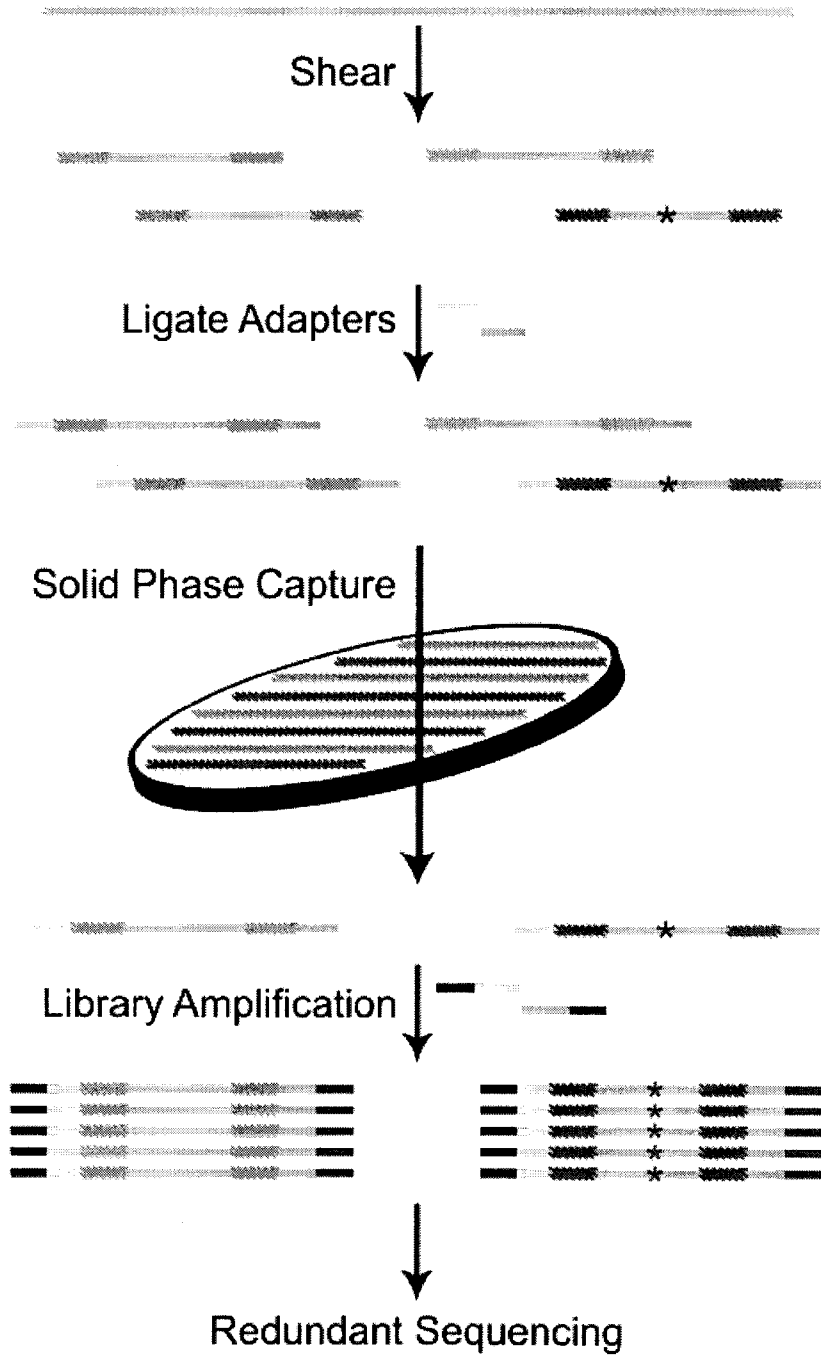 Shear
Ligate Adapters
Solid Phase Capture
Library Amplification
Redundant Sequencing